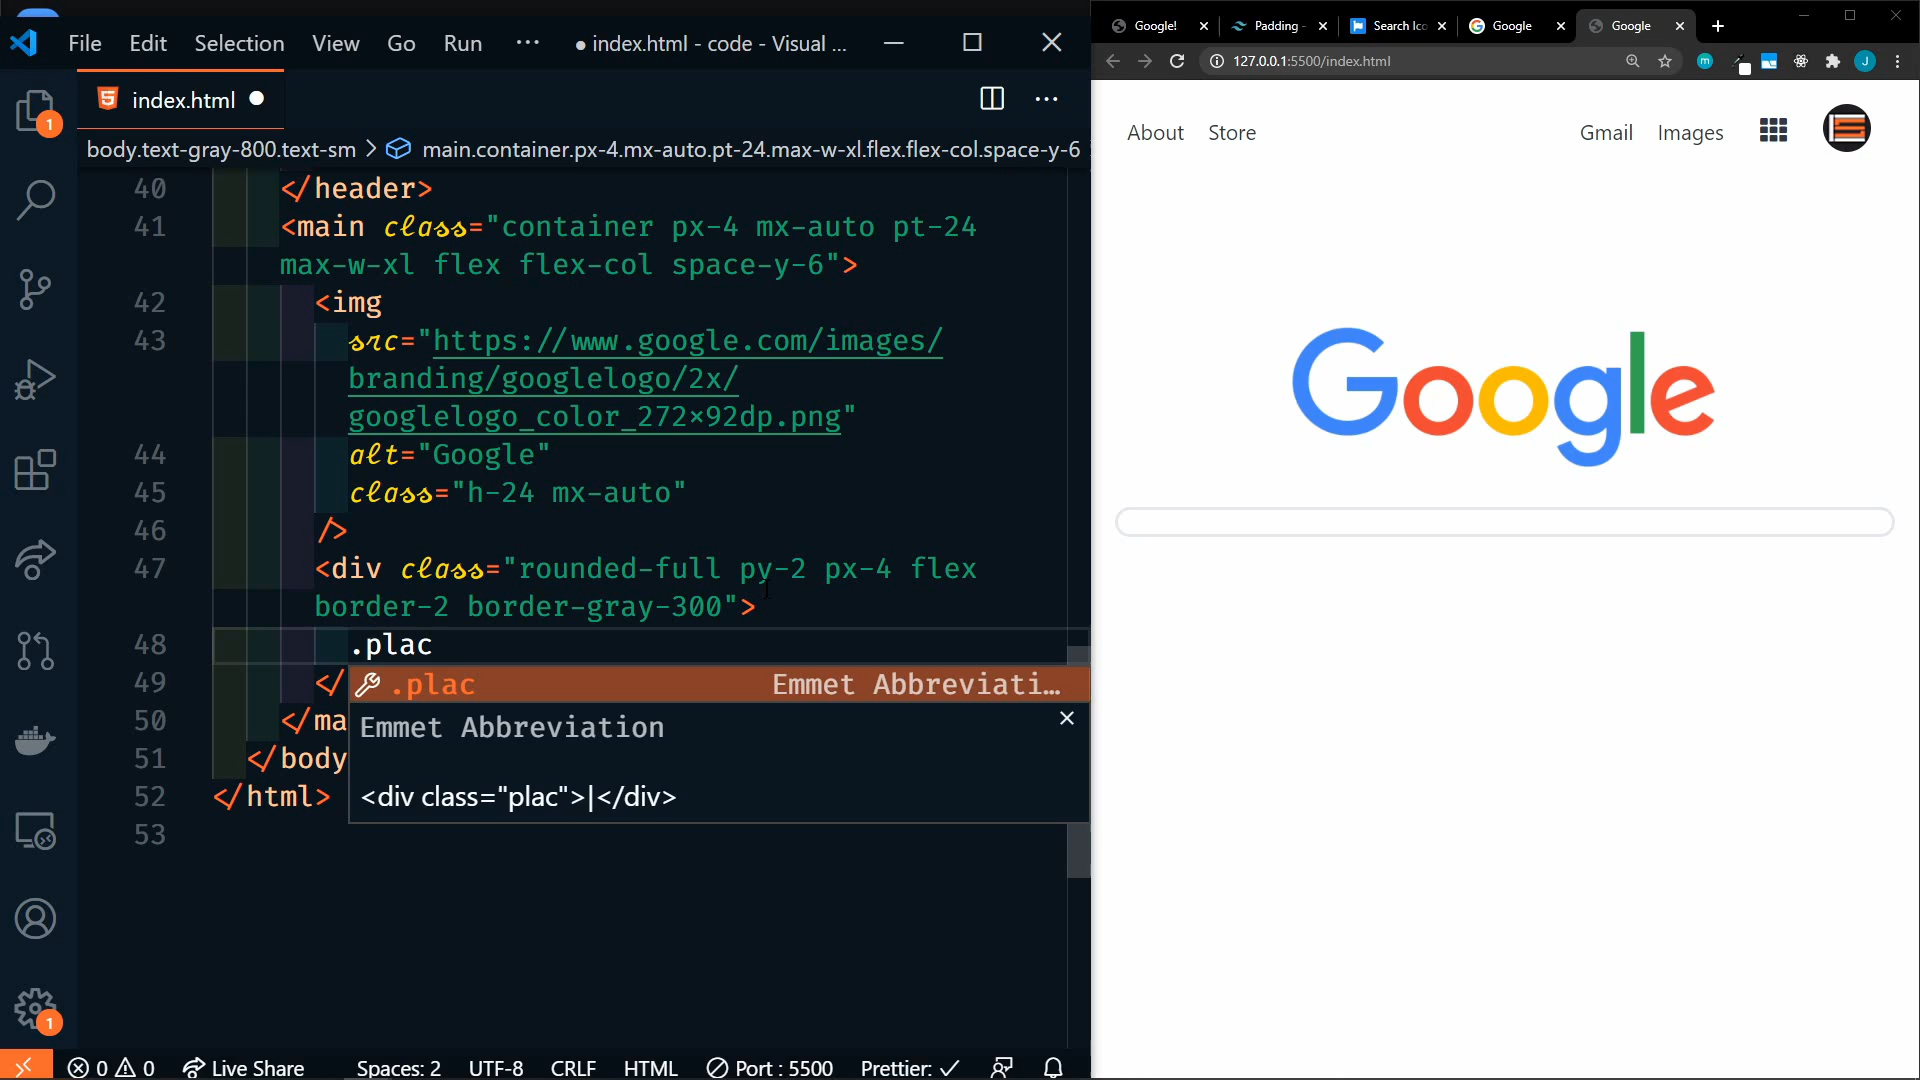 File Edit Selection View Go Run ··· ● index.html - code - Visual ...
index.html
body.text-gray-800.text-sm > main.container.px-4.mx-auto.pt-24.max-w-xl.flex.flex-col.space-y-6
40 </header>
41 <main class="container px-4 mx-auto pt-24
max-w-xl flex flex-col space-y-6">
42 <img
43 src="https://www.google.com/images/
branding/googlelogo/2x/
googlelogo_color_272×92dp.png"
44 alt="Google"
45 class="h-24 mx-auto"
46 />
47 <div class="rounded-full py-2 px-4 flex
border-2 border-gray-300">
48 .plac
49 </
.plac Emmet Abbreviati…
50 </ma
Emmet Abbreviation
51 </body
52 </html>
<div class="plac">|</div>
53
1
1
0 0 Live Share Spaces: 2 UTF-8 CRLF HTML Port : 5500 Prettier: ✓
Google! Padding - Search Ico Google Google
127.0.0.1:5500/index.html
m
J
About Store Gmail Images
Google